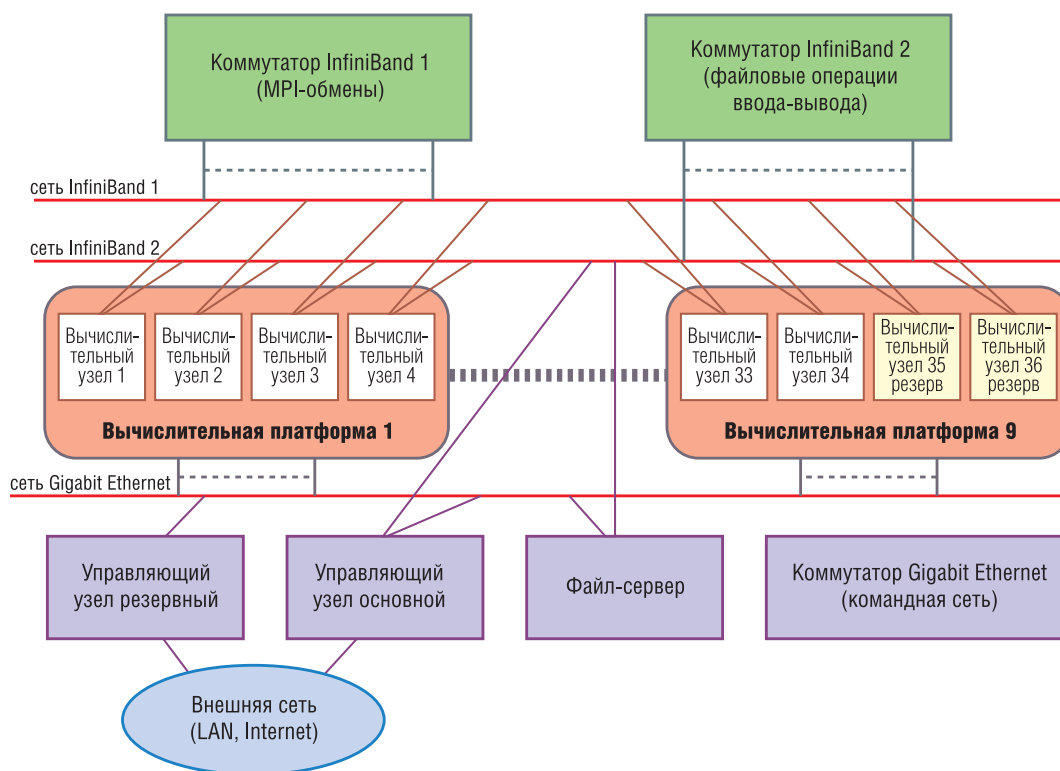 Коммутатор InfiniBand 1
(MPI-обмены)
Коммутатор InfiniBand 2
(файловые операции
ввода-вывода)
сеть InfiniBand 1
сеть InfiniBand 2
Вычисли-
тельный
узел 1
Вычисли-
тельный
узел 2
Вычисли-
тельный
узел 3
Вычисли-
тельный
узел 4
Вычислительная платформа 1
Вычисли-
тельный
узел 33
Вычисли-
тельный
узел 34
Вычисли-
тельный
узел 35
резерв
Вычисли-
тельный
узел 36
резерв
Вычислительная платформа 9
сеть Gigabit Ethernet
Управляющий
узел резервный
Управляющий
узел основной
Файл-сервер
Коммутатор Gigabit Ethernet
(командная сеть)
Внешняя сеть
(LAN, Internet)